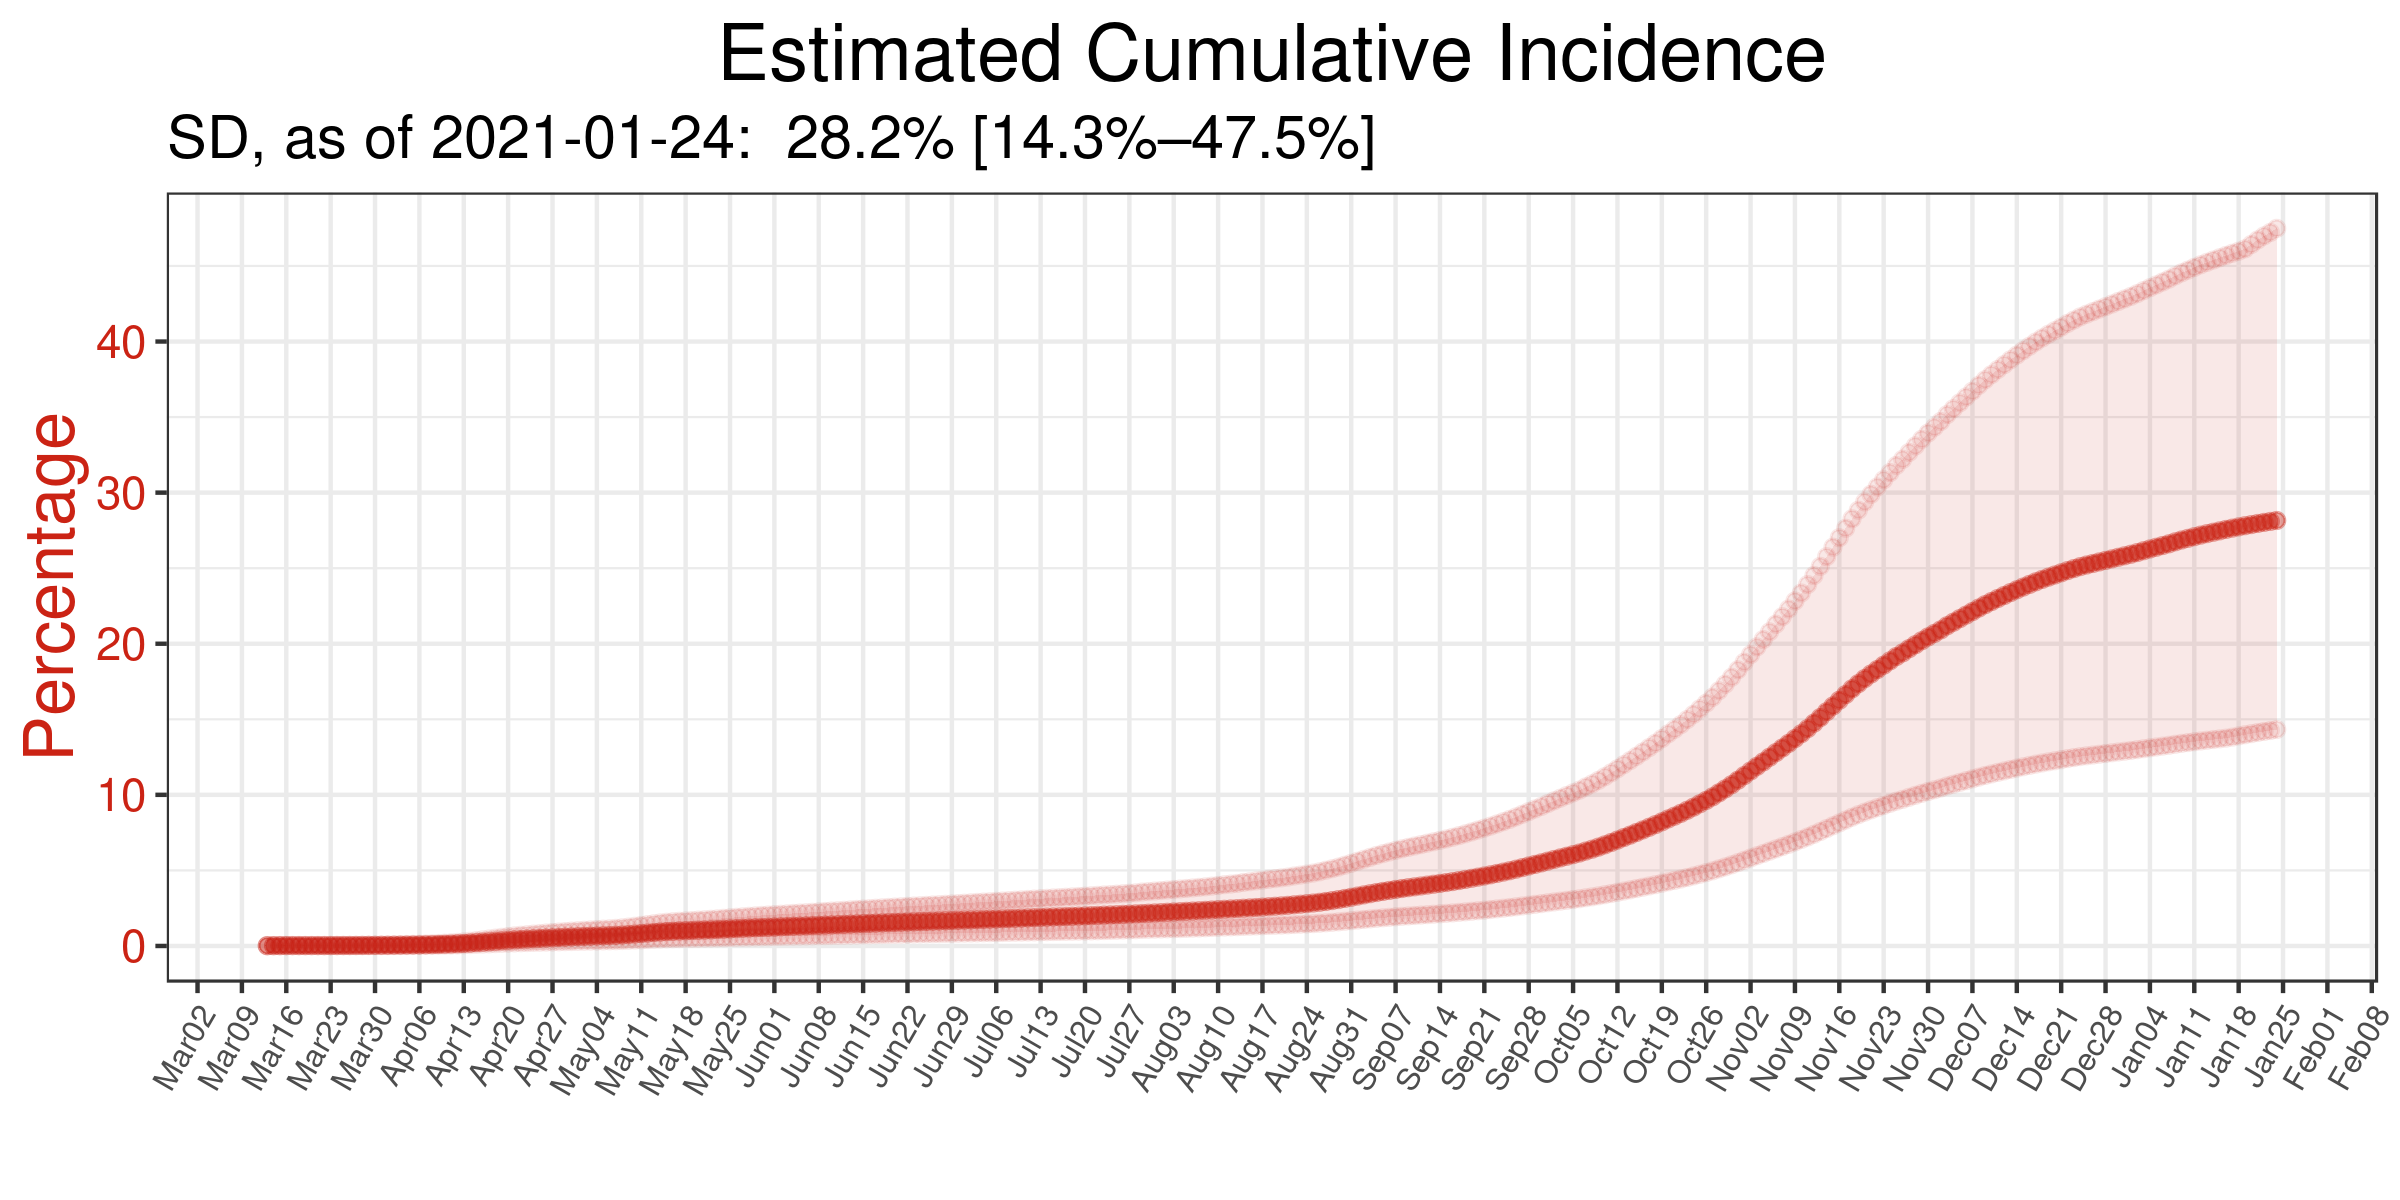 Estimated Cumulative Incidence
SD, as of 2021-01-24:  28.2% [14.3%–47.5%]
Percentage
40
30
20
10
0
Mar02
Mar09
Mar16
Mar23
Mar30
Apr06
Apr13
Apr20
Apr27
May04
May11
May18
May25
Jun01
Jun08
Jun15
Jun22
Jun29
Jul06
Jul13
Jul20
Jul27
Aug03
Aug10
Aug17
Aug24
Aug31
Sep07
Sep14
Sep21
Sep28
Oct05
Oct12
Oct19
Oct26
Nov02
Nov09
Nov16
Nov23
Nov30
Dec07
Dec14
Dec21
Dec28
Jan04
Jan11
Jan18
Jan25
Feb01
Feb08